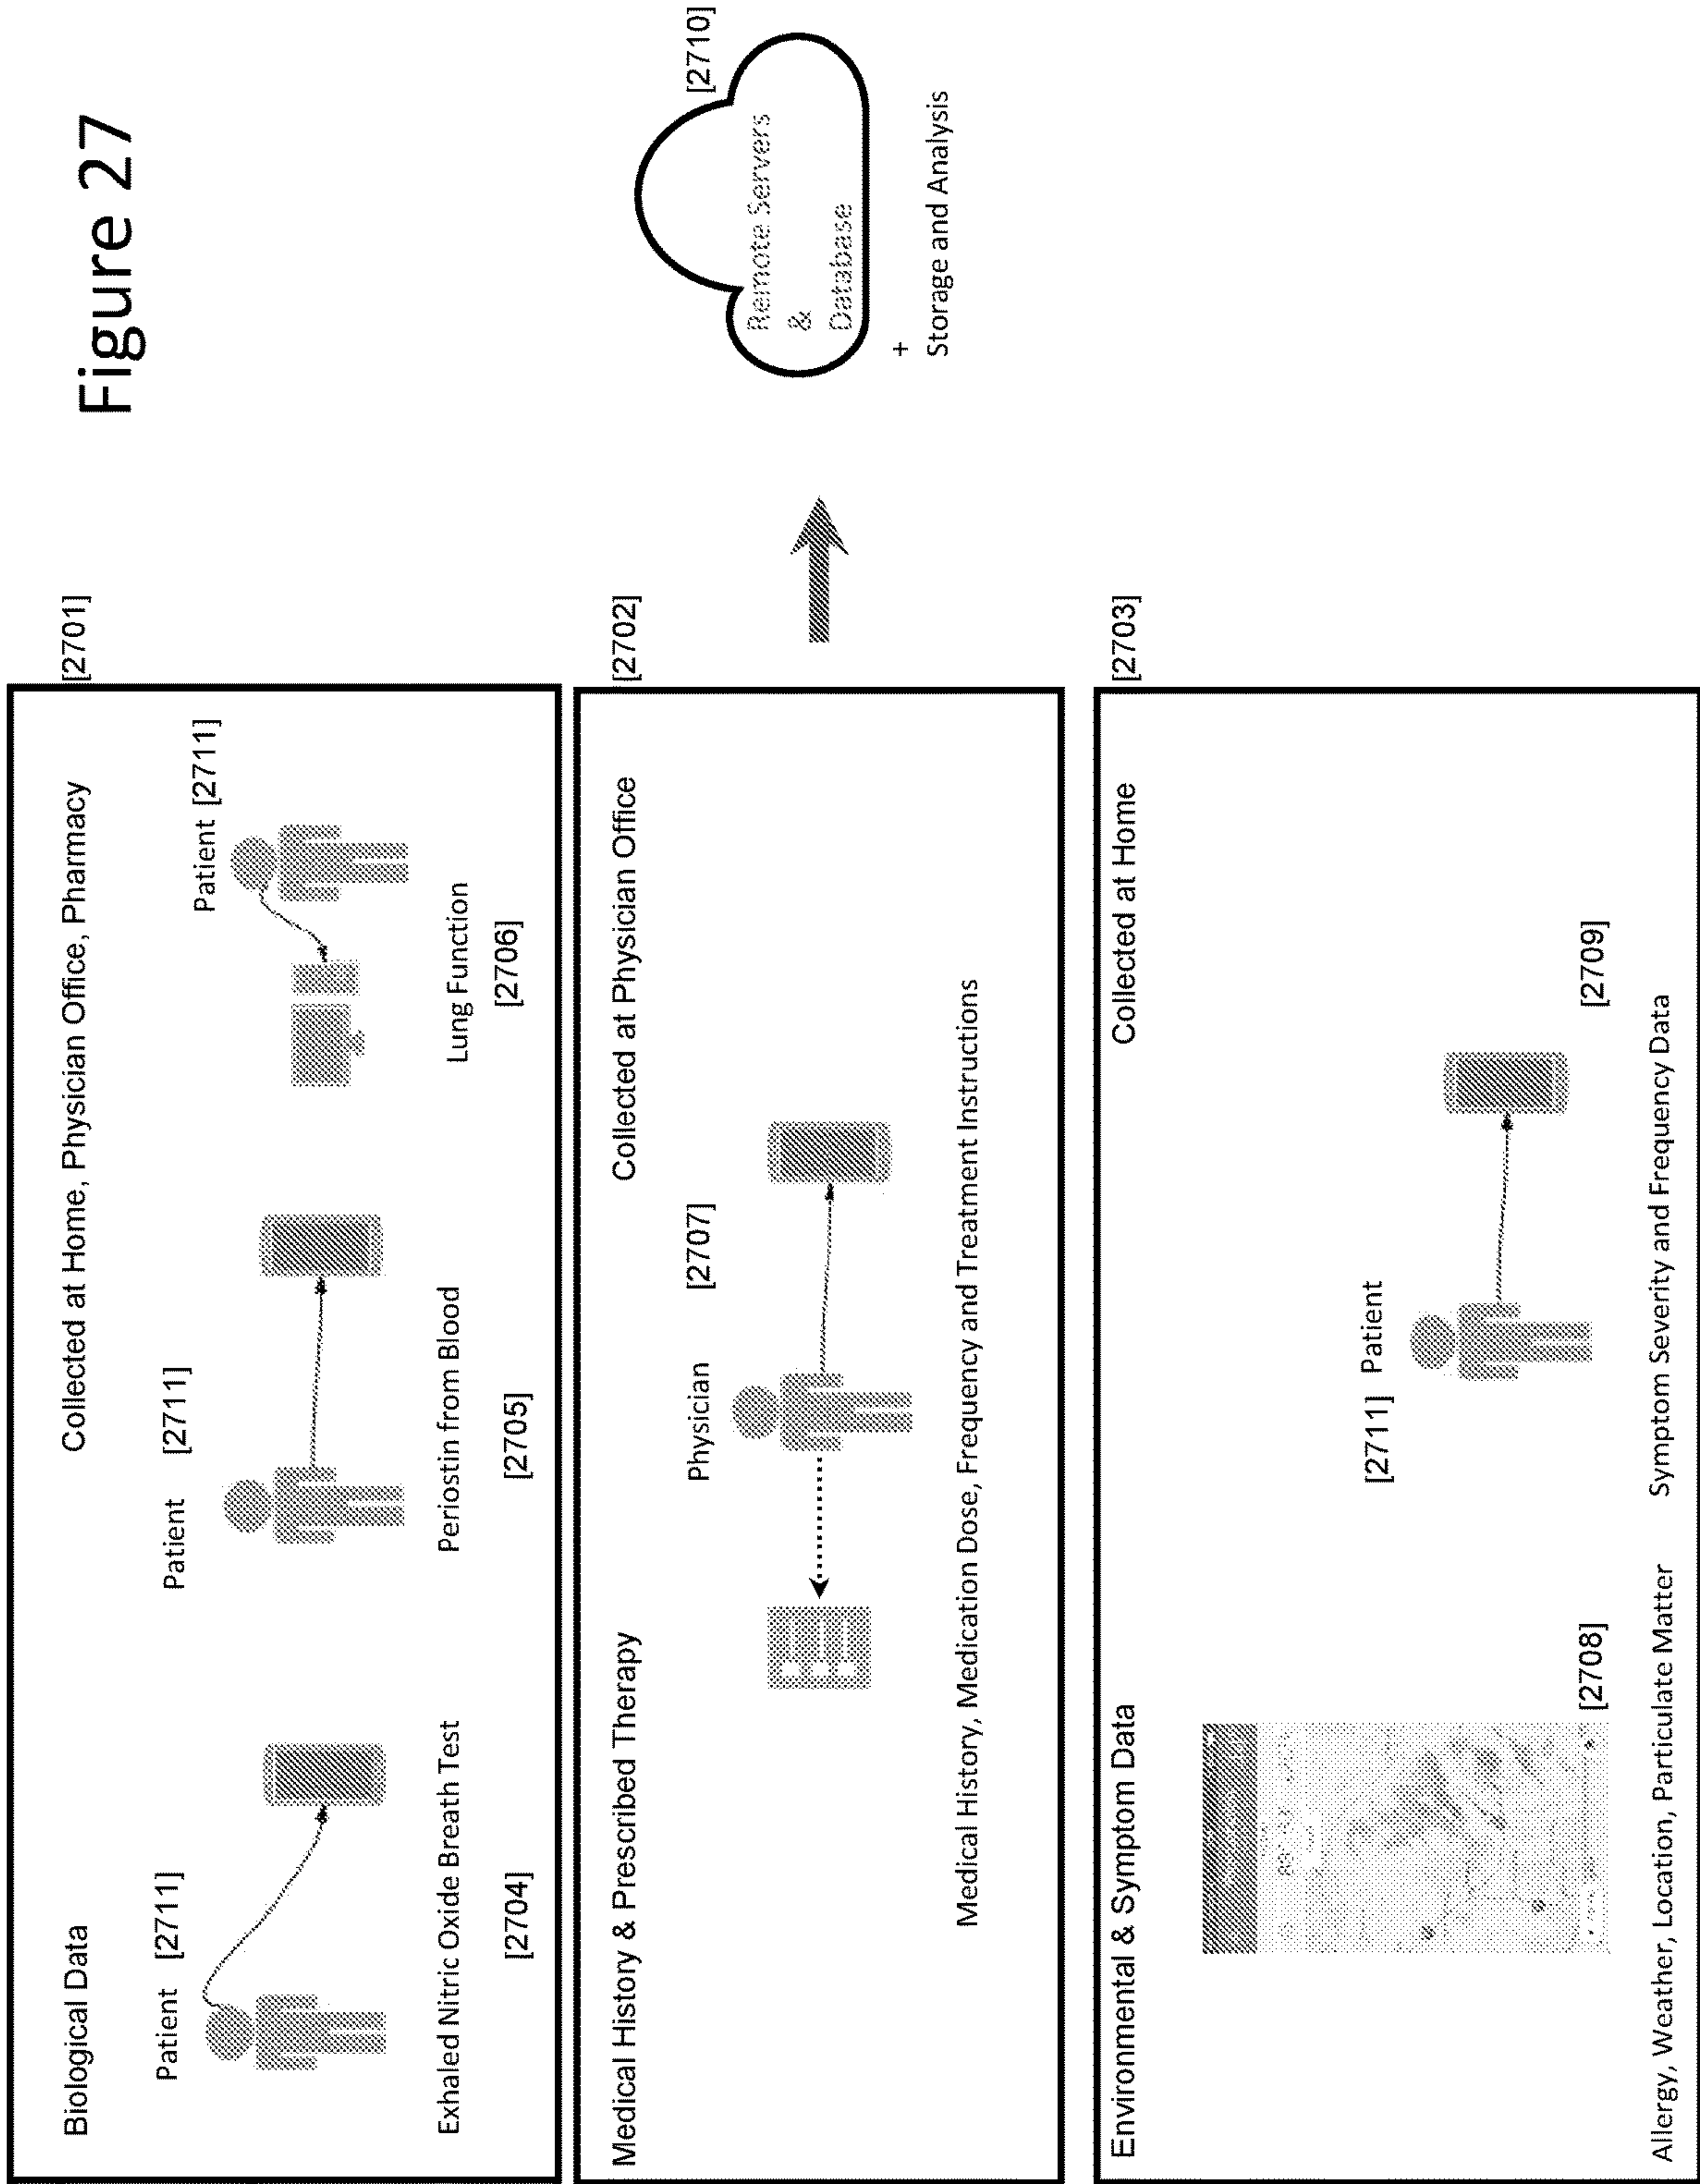 Figure 27
[2701]
Biological Data
Collected at Home, Physician Office, Pharmacy
Patient [2711]
Patient [2711]
Patient [2711]
Exhaled Nitric Oxide Breath Test
Periostin from Blood
Lung Function
[2704]
[2705]
[2706]
[2702]
Medical History & Prescribed Therapy
Collected at Physician Office
Physician [2707]
Medical History, Medication Dose, Frequency and Treatment Instructions
[2710]
Remote Servers
&
Database
+
Storage and Analysis
[2703]
Environmental & Symptom Data
Collected at Home
[2711] Patient
[2708]
[2709]
Allergy, Weather, Location, Particulate Matter
Symptom Severity and Frequency Data